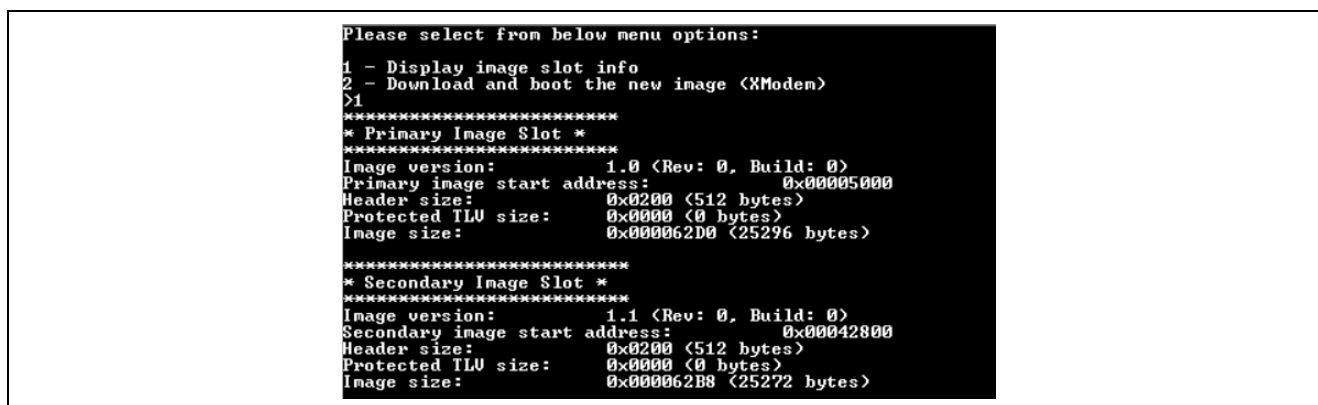 Please select from below menu options:
1 - Display image slot info
2 - Download and boot the new image (XModem)
>1
*************************
* Primary Image Slot *
*************************
Image version: 1.0 (Rev: 0, Build: 0)
Primary image start address: 0x00005000
Header size: 0x0200 (512 bytes)
Protected TLV size: 0x0000 (0 bytes)
Image size: 0x000062D0 (25296 bytes)
**************************
* Secondary Image Slot *
**************************
Image version: 1.1 (Rev: 0, Build: 0)
Secondary image start address: 0x00042800
Header size: 0x0200 (512 bytes)
Protected TLV size: 0x0000 (0 bytes)
Image size: 0x000062B8 (25272 bytes)